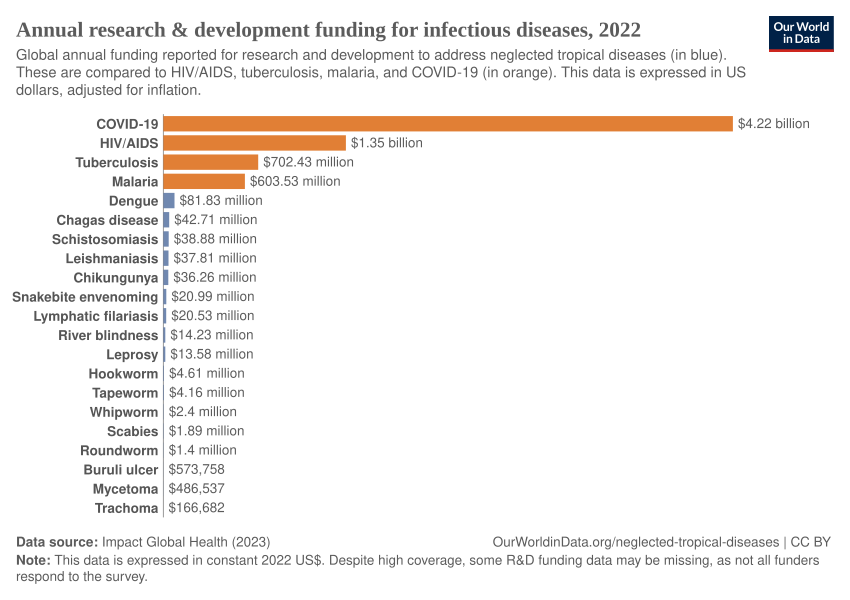 Annual research & development funding for infectious diseases, 2022
Our World
in Data
Global annual funding reported for research and development to address neglected tropical diseases (in blue).
These are compared to HIV/AIDS, tuberculosis, malaria, and COVID-19 (in orange). This data is expressed in US
dollars, adjusted for inflation.
COVID-19 $4.22 billion
HIV/AIDS $1.35 billion
Tuberculosis $702.43 million
Malaria $603.53 million
Dengue $81.83 million
Chagas disease $42.71 million
Schistosomiasis $38.88 million
Leishmaniasis $37.81 million
Chikungunya $36.26 million
Snakebite envenoming $20.99 million
Lymphatic filariasis $20.53 million
River blindness $14.23 million
Leprosy $13.58 million
Hookworm $4.61 million
Tapeworm $4.16 million
Whipworm $2.4 million
Scabies $1.89 million
Roundworm $1.4 million
Buruli ulcer $573,758
Mycetoma $486,537
Trachoma $166,682
Data source: Impact Global Health (2023) OurWorldinData.org/neglected-tropical-diseases | CC BY
Note: This data is expressed in constant 2022 US$. Despite high coverage, some R&D funding data may be missing, as not all funders
respond to the survey.